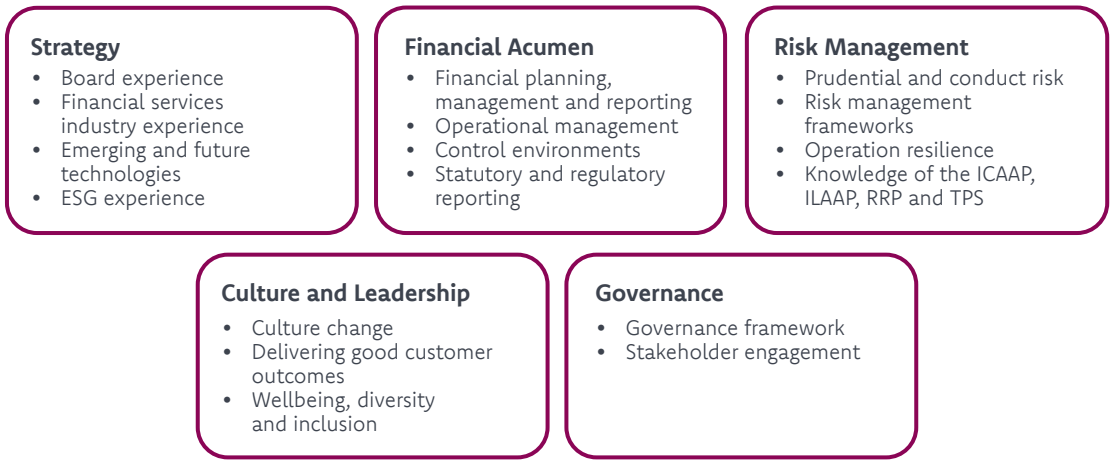 Strategy
• Board experience
• Financial services
industry experience
• Emerging and future
technologies
• ESG experience
Financial Acumen
• Financial planning,
management and reporting
• Operational management
• Control environments
• Statutory and regulatory
reporting
Risk Management
• Prudential and conduct risk
• Risk management
frameworks
• Operation resilience
• Knowledge of the ICAAP,
ILAAP, RRP and TPS
Culture and Leadership
• Culture change
• Delivering good customer
outcomes
• Wellbeing, diversity
and inclusion
Governance
• Governance framework
• Stakeholder engagement